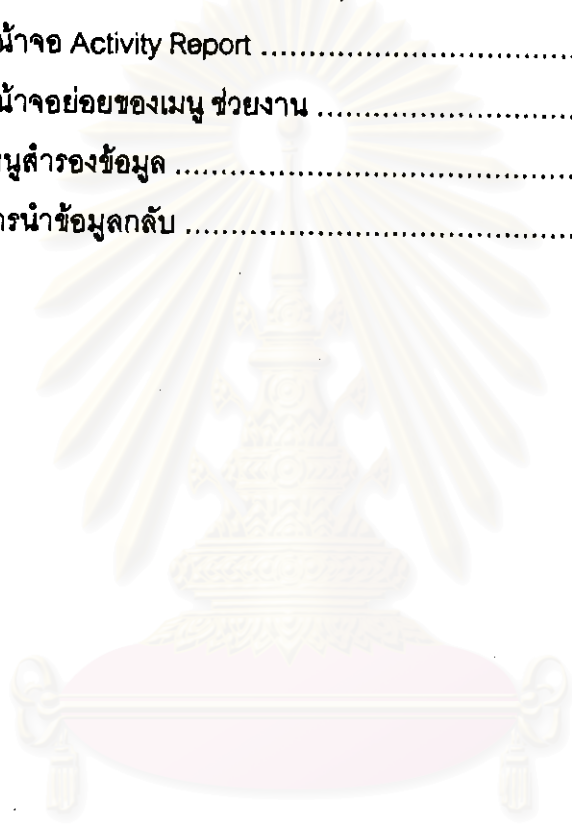 น้าจอ Activity Report ........................................
น้าจอย่อยของเมนู ช่วยงาน ................................
นูสำรองข้อมูล ....................................................
ารนำข้อมูลกลับ ..................................................